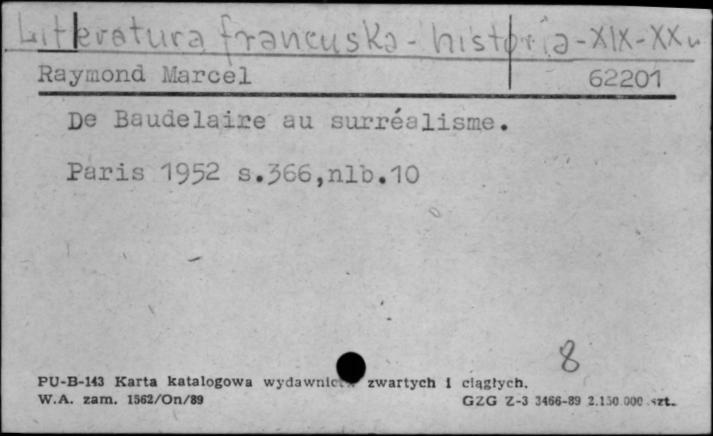 Literatura francuska - historia - XIX-XX w
Raymond Marcel 62201
De Baudelaire au surréalisme.
Paris 1952 s.366,nlb.10
8
PU-B-143 Karta katalogowa wydawnictw zwartych i ciągłych.
W.A. zam. 1562/On/89 GZG Z-3 3466-89 2.150.000 szt.